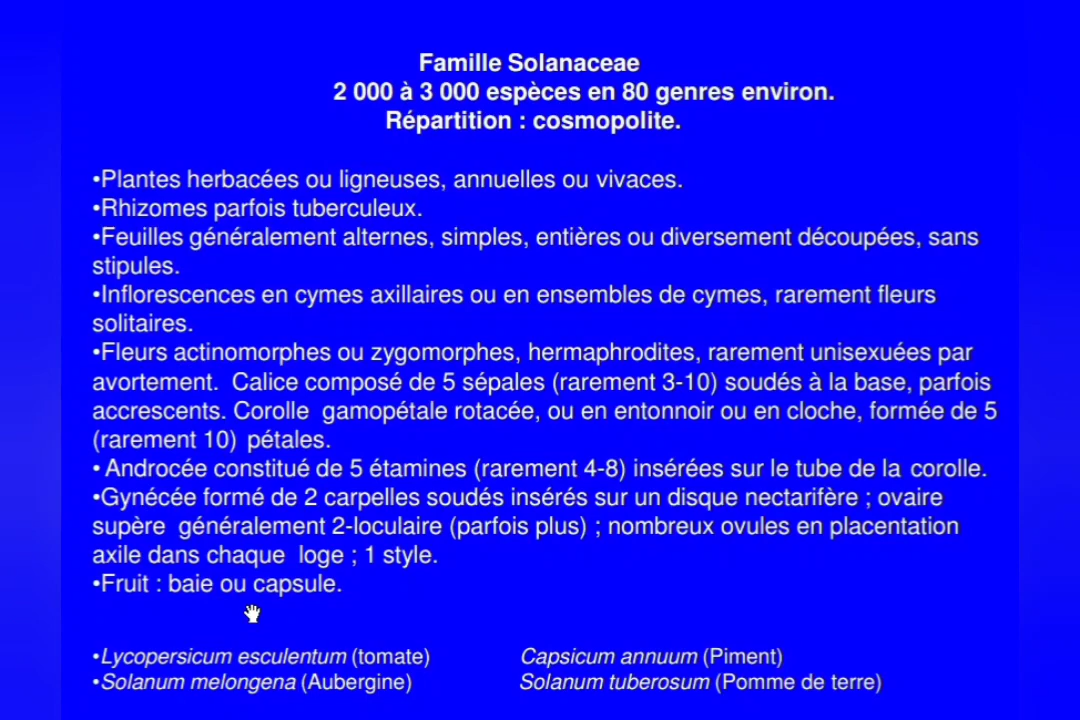 Famille Solanaceae
2 000 à 3 000 espèces en 80 genres environ.
Répartition : cosmopolite.
•Plantes herbacées ou ligneuses, annuelles ou vivaces.
•Rhizomes parfois tuberculeux.
•Feuilles généralement alternes, simples, entières ou diversement découpées, sans
stipules.
•Inflorescences en cymes axillaires ou en ensembles de cymes, rarement fleurs
solitaires.
•Fleurs actinomorphes ou zygomorphes, hermaphrodites, rarement unisexuées par
avortement. Calice composé de 5 sépales (rarement 3-10) soudés à la base, parfois
accrescents. Corolle gamopétale rotacée, ou en entonnoir ou en cloche, formée de 5
(rarement 10) pétales.
• Androcée constitué de 5 étamines (rarement 4-8) insérées sur le tube de la corolle.
•Gynécée formé de 2 carpelles soudés insérés sur un disque nectarifère ; ovaire
supère généralement 2-loculaire (parfois plus) ; nombreux ovules en placentation
axile dans chaque loge ; 1 style.
•Fruit : baie ou capsule.
•Lycopersicum esculentum (tomate) Capsicum annuum (Piment)
•Solanum melongena (Aubergine) Solanum tuberosum (Pomme de terre)